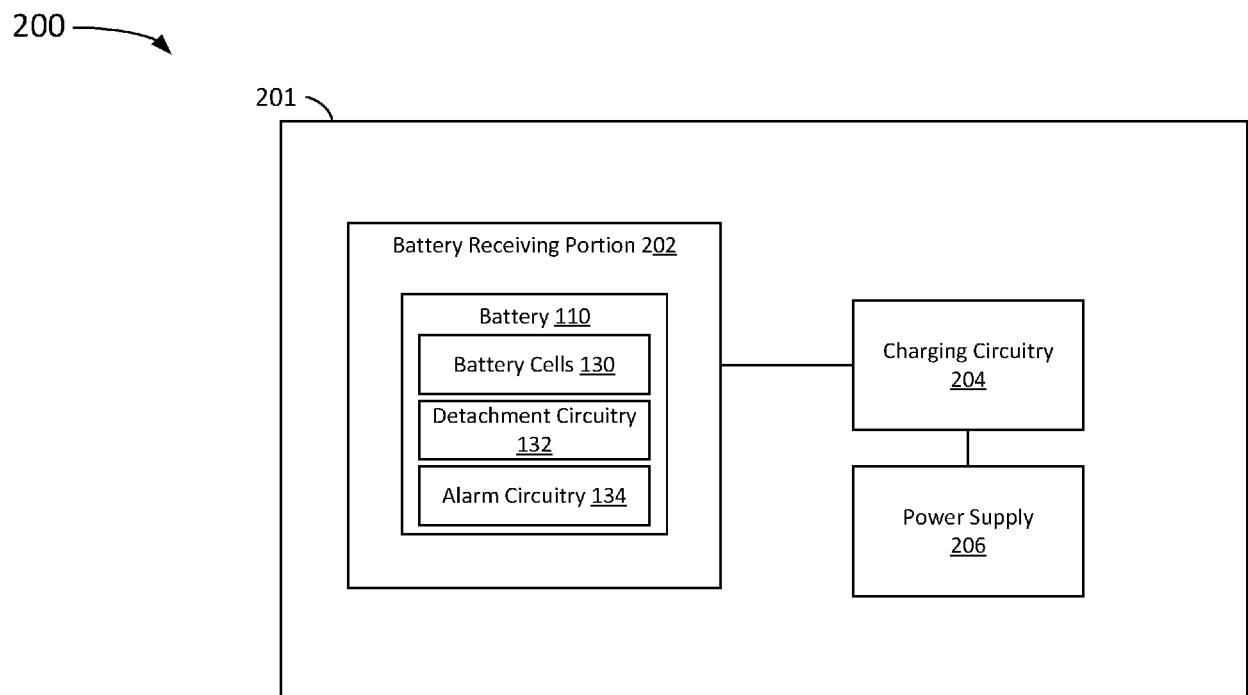 200
201
Battery Receiving Portion 202
Battery 110
Battery Cells 130
Detachment Circuitry
132
Alarm Circuitry 134
Charging Circuitry
204
Power Supply
206